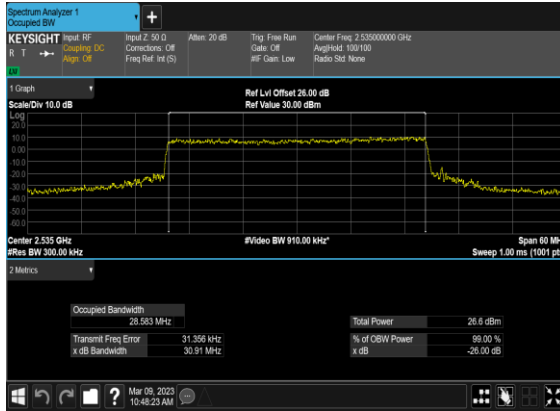 Spectrum Analyzer 1
Occupied BW
KEYSIGHT Input: RF Input Z: 50 Ω Atten: 20 dB Trig: Free Run Center Freq: 2.535000000 GHz
R T Coupling: DC Corrections: Off Gate: Off Avg|Hold: 100/100
Align: Off Freq Ref: Int (S) #IF Gain: Low Radio Std: None
LV
1 Graph Ref Lvl Offset 26.00 dB
Scale/Div 10.0 dB Ref Value 30.00 dBm
Log
20.0
10.0
0.00
-10.0
-20.0
-30.0
-40.0
-50.0
-60.0
Center 2.535 GHz #Video BW 910.00 kHz* Span 60 MH
#Res BW 300.00 kHz Sweep 1.00 ms (1001 pt
2 Metrics
Occupied Bandwidth
28.583 MHz Total Power 26.6 dBm
Transmit Freq Error 31.356 kHz % of OBW Power 99.00 %
x dB Bandwidth 30.91 MHz x dB -26.00 dB
? Mar 09, 2023
10:48:23 AM